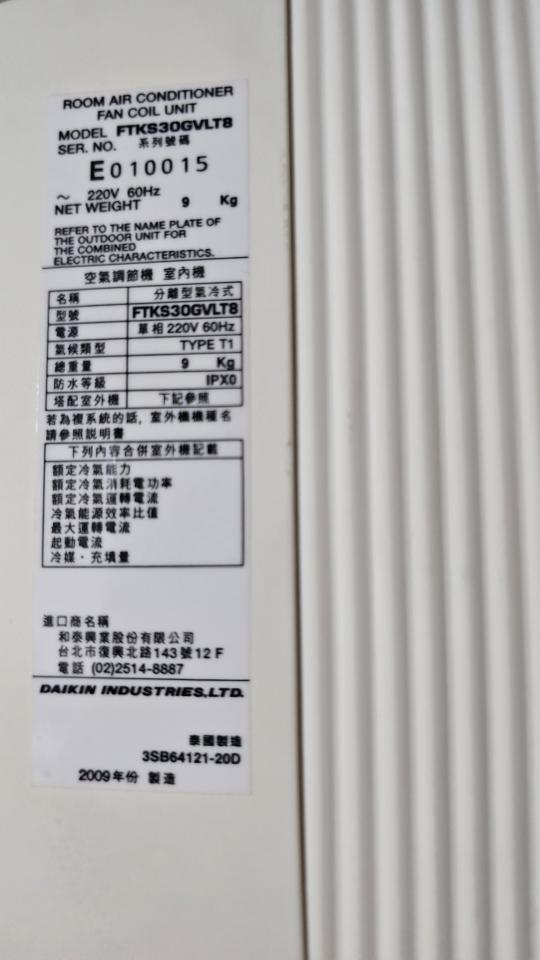 ROOM AIR CONDITIONER
FAN COIL UNIT
MODEL FTKS30GVLT8
SER. NO. 系列號碼
E010015
～ 220V 60Hz
NET WEIGHT 9 Kg
REFER TO THE NAME PLATE OF
THE OUTDOOR UNIT FOR
THE COMBINED
ELECTRIC CHARACTERISTICS.
空氣調節機 室內機
名稱 分離型氣冷式
型號 FTKS30GVLT8
電源 單相 220V 60Hz
氣候類型 TYPE T1
總重量 9 Kg
防水等級 IPX0
塔配室外機 下記參照
若為複系統的話，室外機機種名
請參照説明書
下列內容合併室外機記載
額定冷氣能力
額定冷氣消耗電功率
額定冷氣運轉電流
冷氣能源效率比值
最大運轉電流
起動電流
冷媒．充填量
進口商名稱
和泰興業股份有限公司
台北市復興北路143號12F
電話 (02)2514-8887
DAIKIN INDUSTRIES,LTD.
泰國製造
3SB64121-20D
2009年份 製造